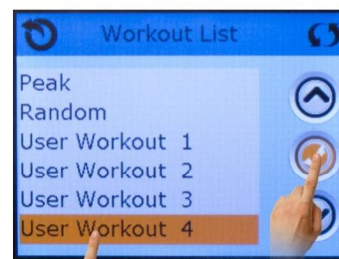 Workout List
Peak
Random
User Workout 1
User Workout 2
User Workout 3
User Workout 4